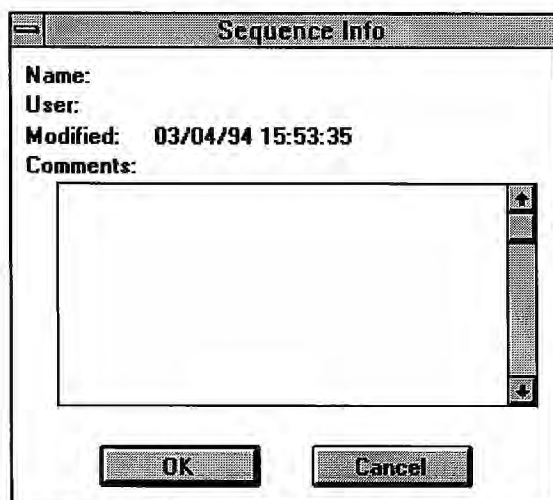 Sequence Info
Name:
User:
Modified: 03/04/94 15:53:35
Comments:
OK Cancel